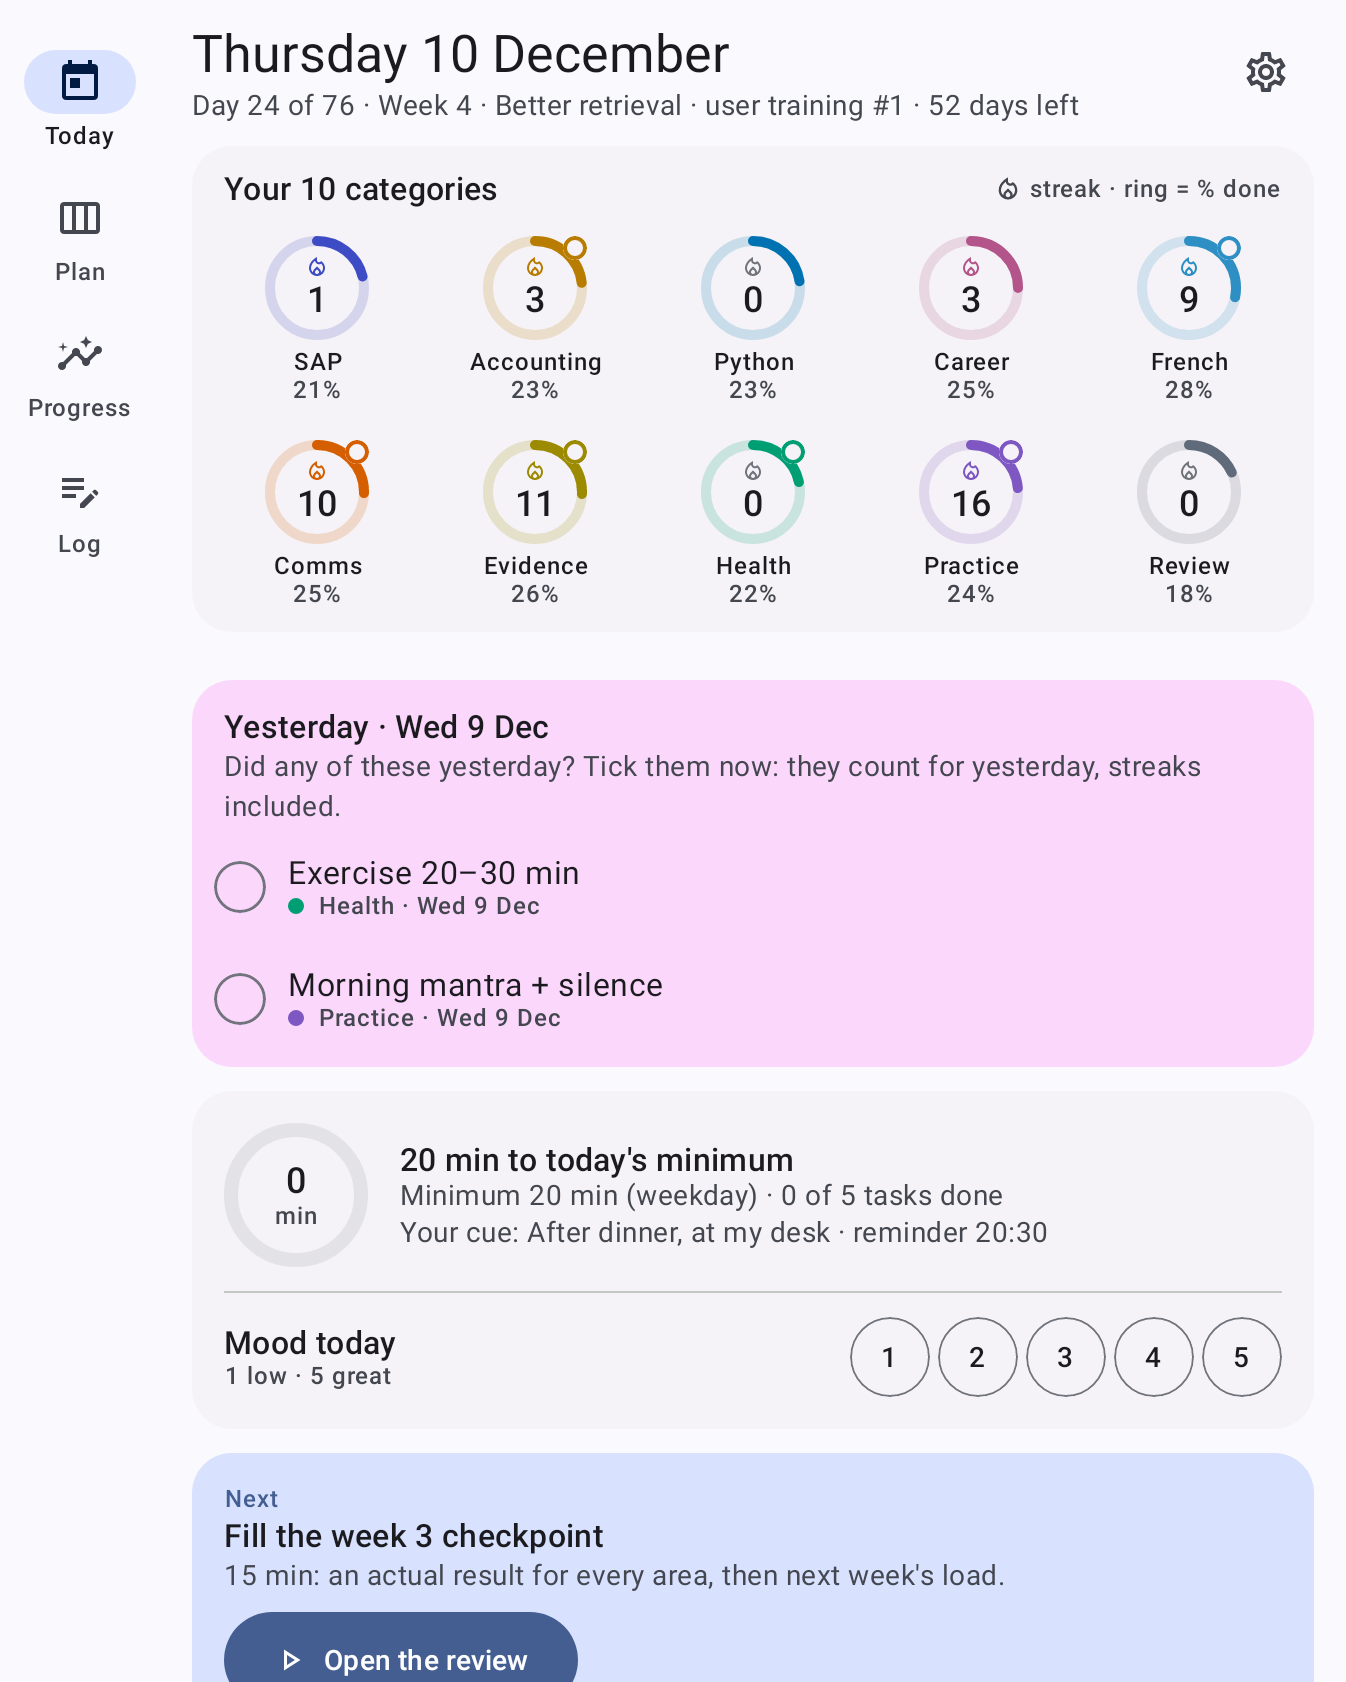 Thursday 10 December
Day 24 of 76 · Week 4 · Better retrieval · user training #1 · 52 days left
Today
Plan
Progress
Log
Your 10 categories
streak · ring = % done
1
3
0
3
9
SAP
Accounting
Python
Career
French
21%
23%
23%
25%
28%
10
11
0
16
0
Comms
Evidence
Health
Practice
Review
25%
26%
22%
24%
18%
Yesterday · Wed 9 Dec
Did any of these yesterday? Tick them now: they count for yesterday, streaks
included.
Exercise 20–30 min
Health · Wed 9 Dec
Morning mantra + silence
Practice · Wed 9 Dec
0
min
20 min to today's minimum
Minimum 20 min (weekday) · 0 of 5 tasks done
Your cue: After dinner, at my desk · reminder 20:30
Mood today
1 low · 5 great
1
2
3
4
5
Next
Fill the week 3 checkpoint
15 min: an actual result for every area, then next week's load.
Open the review